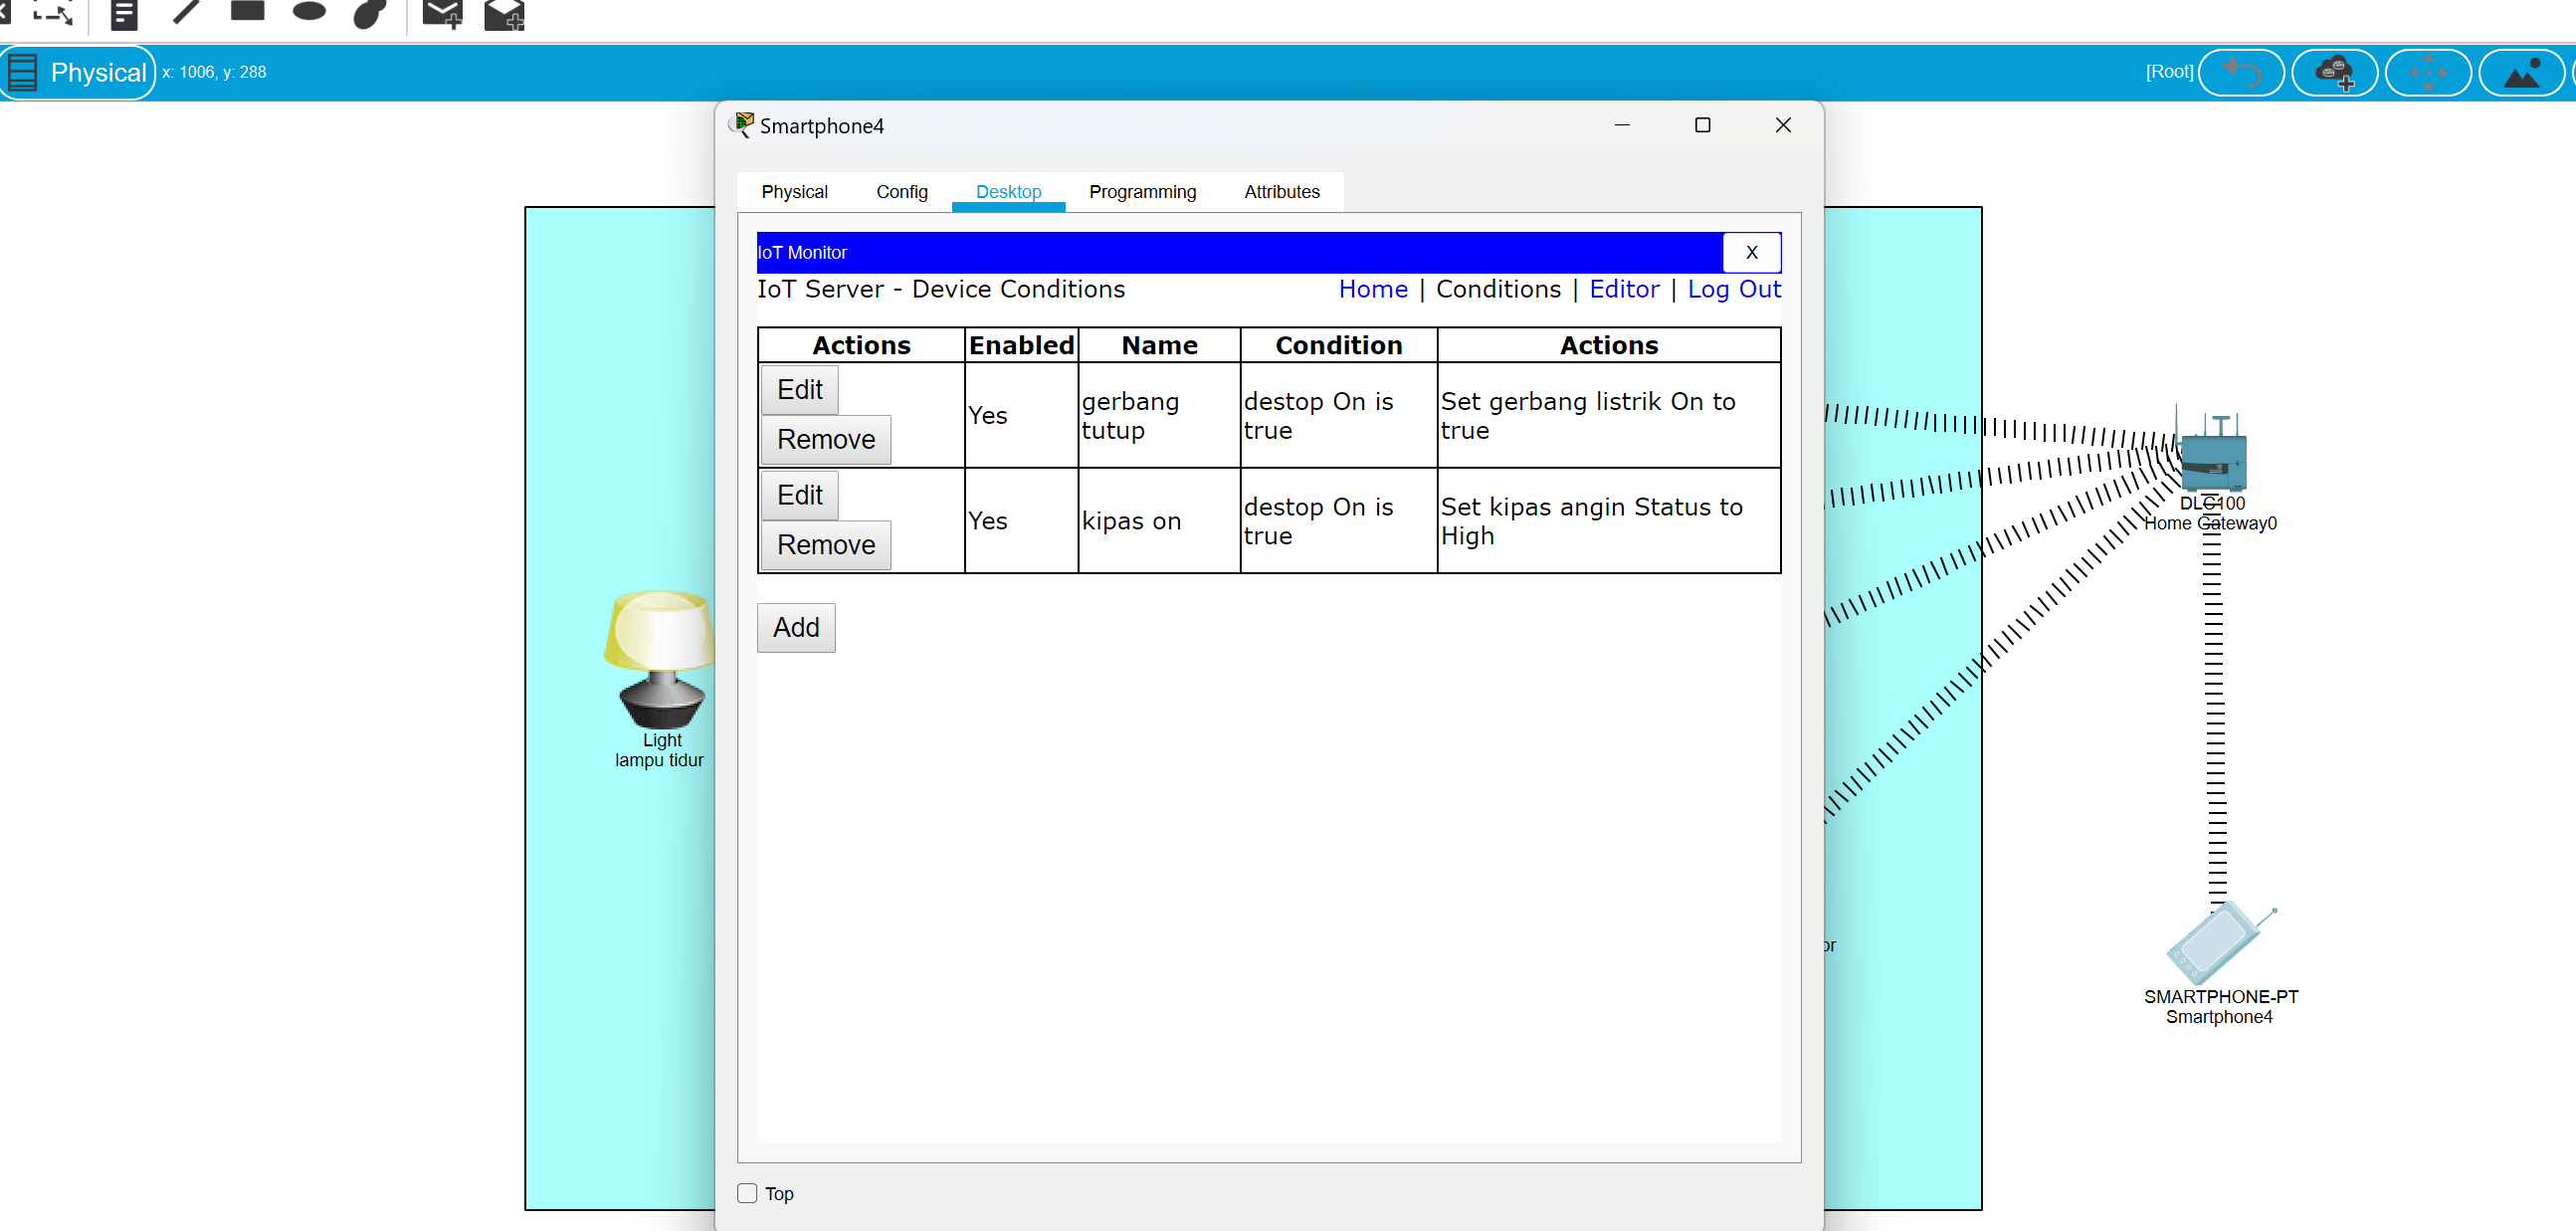 Physical x: 1006, y: 288
[Root]
Smartphone4
Physical Config Desktop Programming Attributes
IoT Monitor
X
IoT Server - Device Conditions
Home | Conditions | Editor | Log Out
Actions Enabled Name Condition Actions
Edit
Remove
Yes
gerbang
tutup
destop On is
true
Set gerbang listrik On to
true
Edit
Remove
Yes
kipas on
destop On is
true
Set kipas angin Status to
High
Add
Top
Light
lampu tidur
DLC100
Home Gateway0
or
SMARTPHONE-PT
Smartphone4